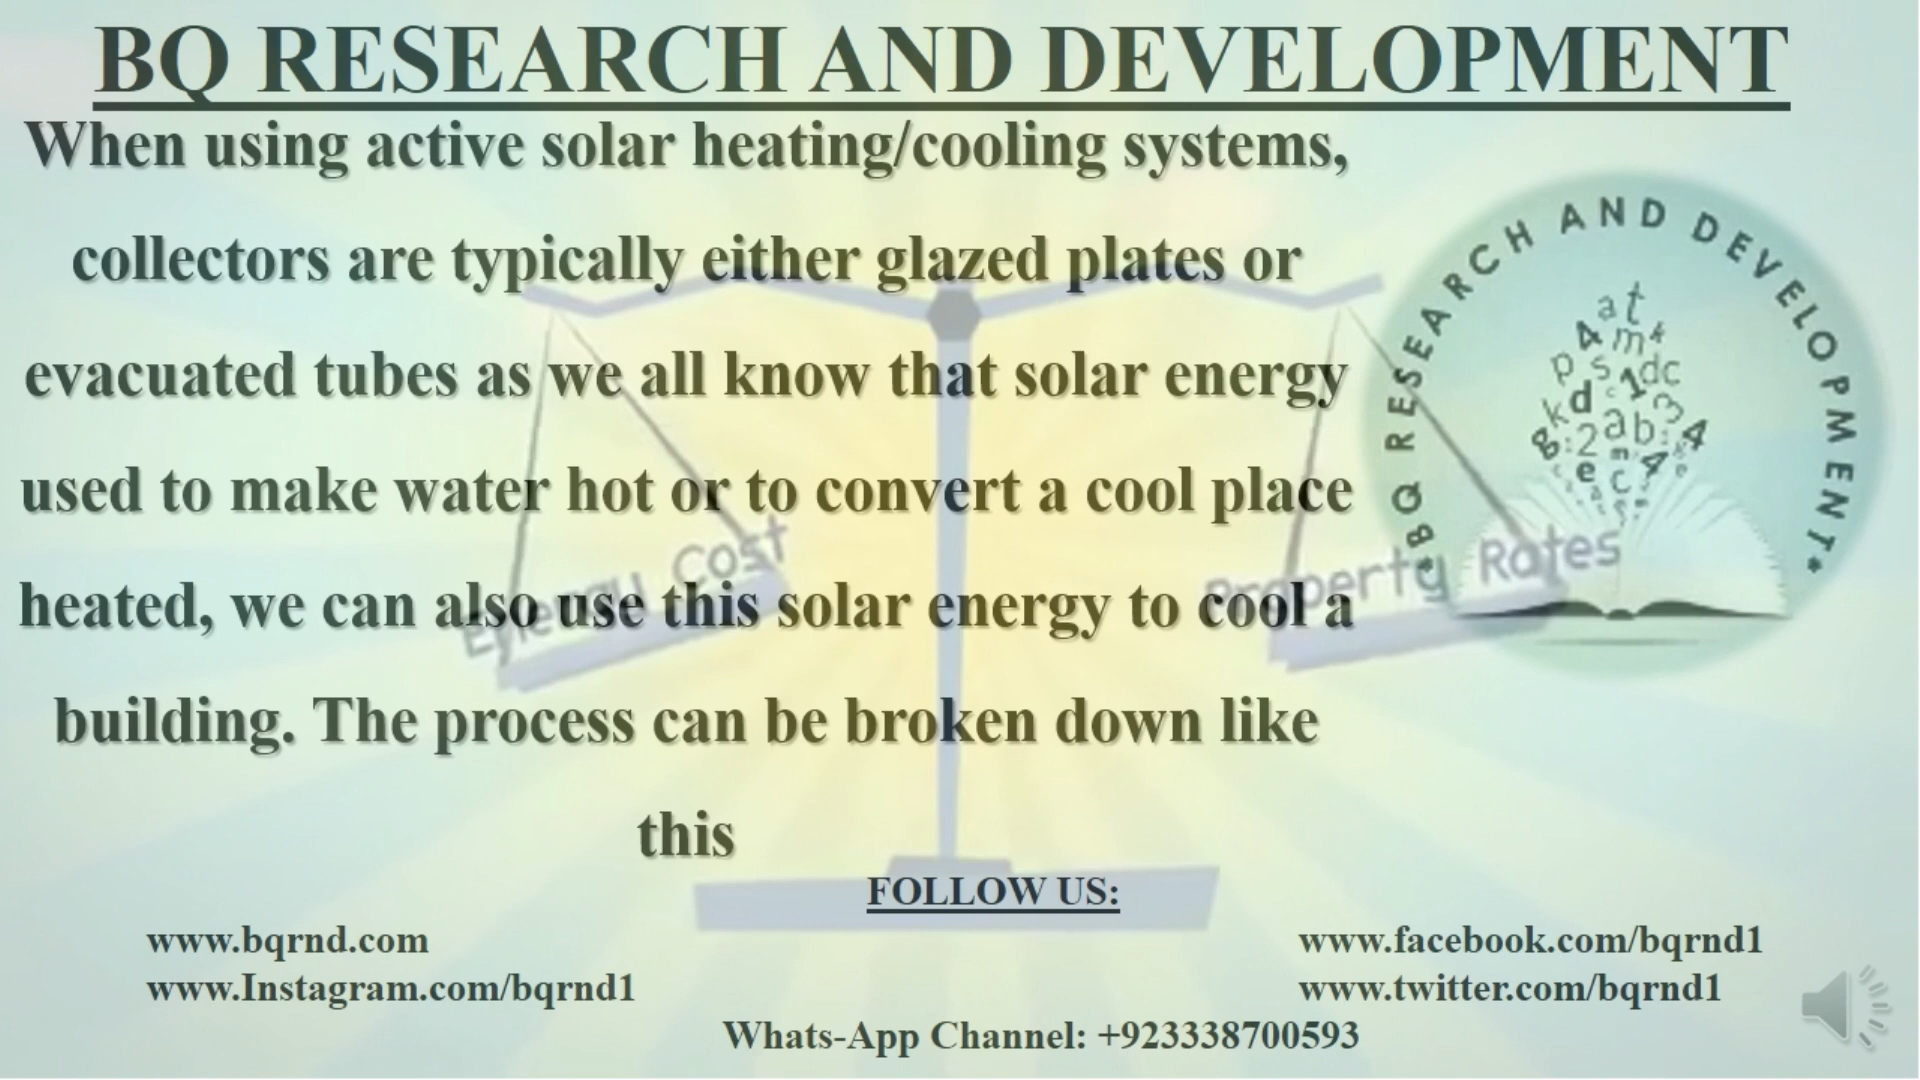 BQ RESEARCH AND DEVELOPMENT
When using active solar heating/cooling systems,
collectors are typically either glazed plates or
evacuated tubes as we all know that solar energy
used to make water hot or to convert a cool place
heated, we can also use this solar energy to cool a
building. The process can be broken down like
this
Energy Cost
Property Rates
BQ RESEARCH AND DEVELOPMENT
FOLLOW US:
www.bqrnd.com
www.facebook.com/bqrnd1
www.Instagram.com/bqrnd1
www.twitter.com/bqrnd1
Whats-App Channel: +923338700593